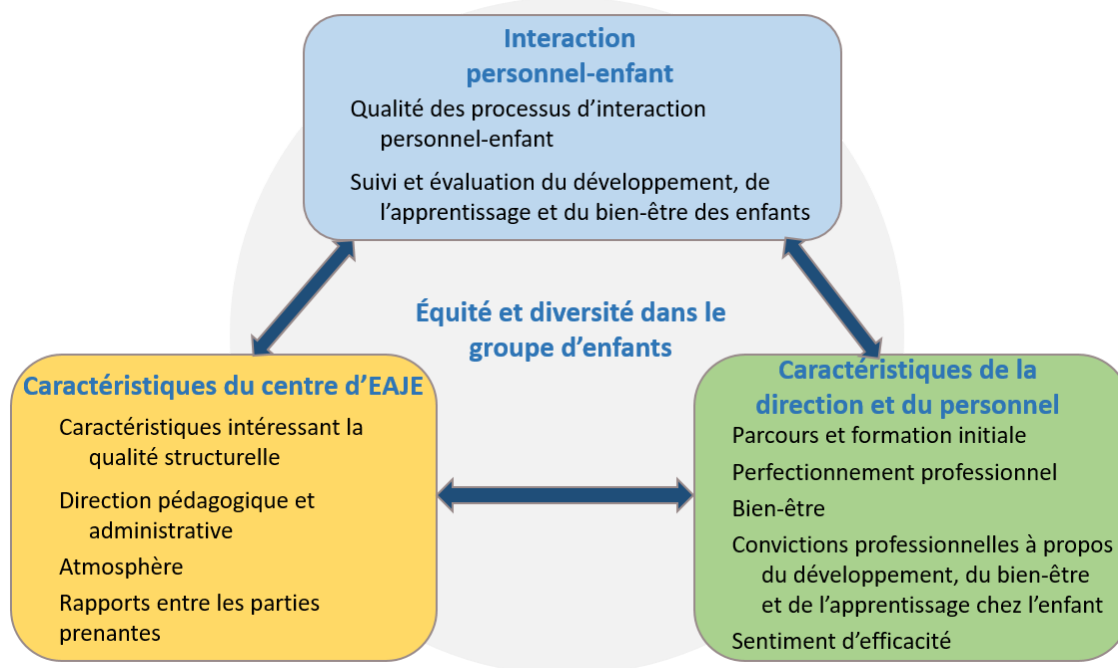 Interaction
personnel-enfant
Qualité des processus d’interaction
personnel-enfant
Suivi et évaluation du développement, de
l’apprentissage et du bien-être des enfants
Équité et diversité dans le
groupe d’enfants
Caractéristiques du centre d’EAJE
Caractéristiques intéressant la
qualité structurelle
Direction pédagogique et
administrative
Atmosphère
Rapports entre les parties
prenantes
Caractéristiques de la
direction et du personnel
Parcours et formation initiale
Perfectionnement professionnel
Bien-être
Convictions professionnelles à propos
du développement, du bien-être
et de l’apprentissage chez l’enfant
Sentiment d’efficacité